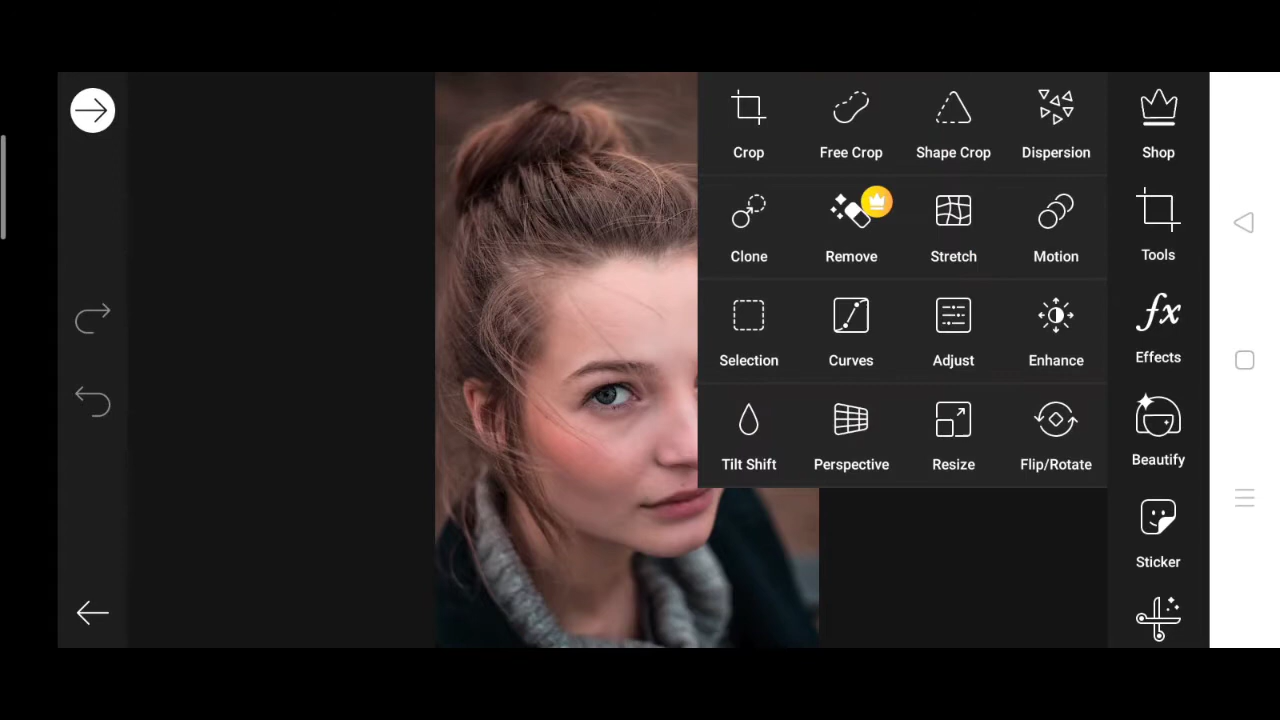 Crop
Free Crop
Shape Crop
Dispersion
Shop
Clone
Remove
Stretch
Motion
Tools
Selection
Curves
Adjust
Enhance
fx
Effects
Tilt Shift
Perspective
Resize
Flip/Rotate
Beautify
Sticker